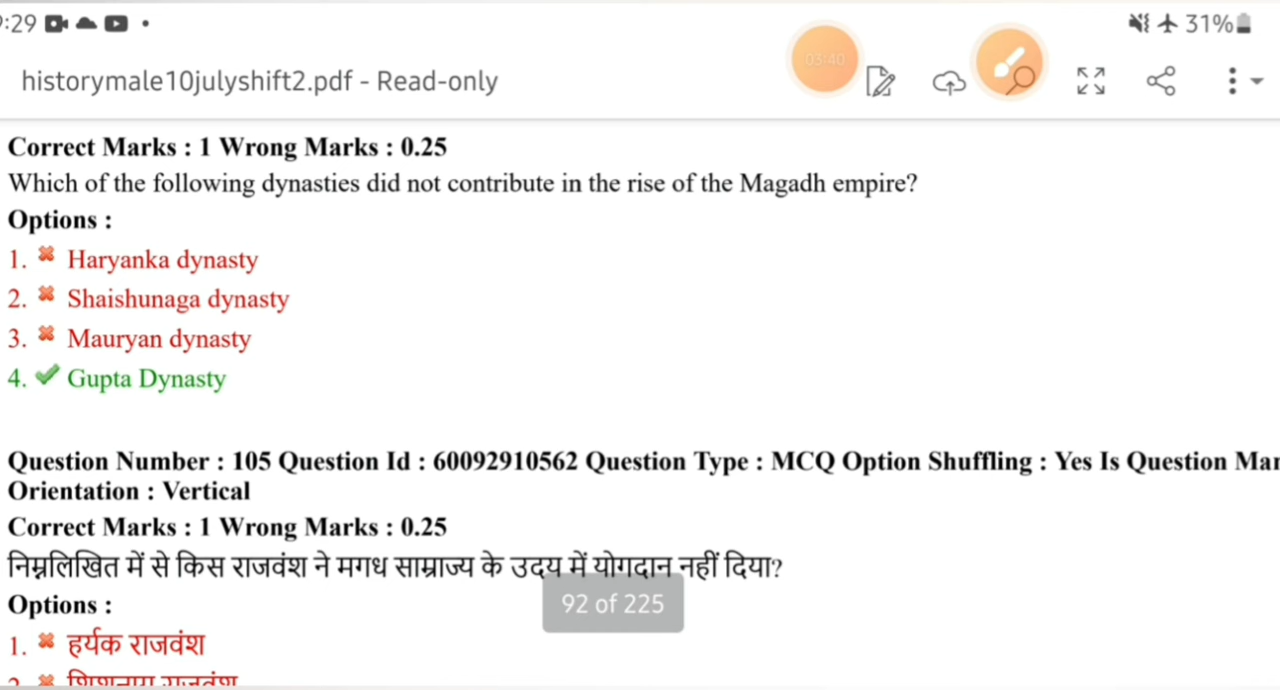 :29
31%
historymale10julyshift2.pdf - Read-only
03:40
Correct Marks : 1 Wrong Marks : 0.25
Which of the following dynasties did not contribute in the rise of the Magadh empire?
Options :
1. Haryanka dynasty
2. Shaishunaga dynasty
3. Mauryan dynasty
4. Gupta Dynasty
Question Number : 105 Question Id : 60092910562 Question Type : MCQ Option Shuffling : Yes Is Question Mar
Orientation : Vertical
Correct Marks : 1 Wrong Marks : 0.25
निम्नलिखित में से किस राजवंश ने मगध साम्राज्य के उदय में योगदान नहीं दिया?
Options :
92 of 225
1. हर्यक राजवंश